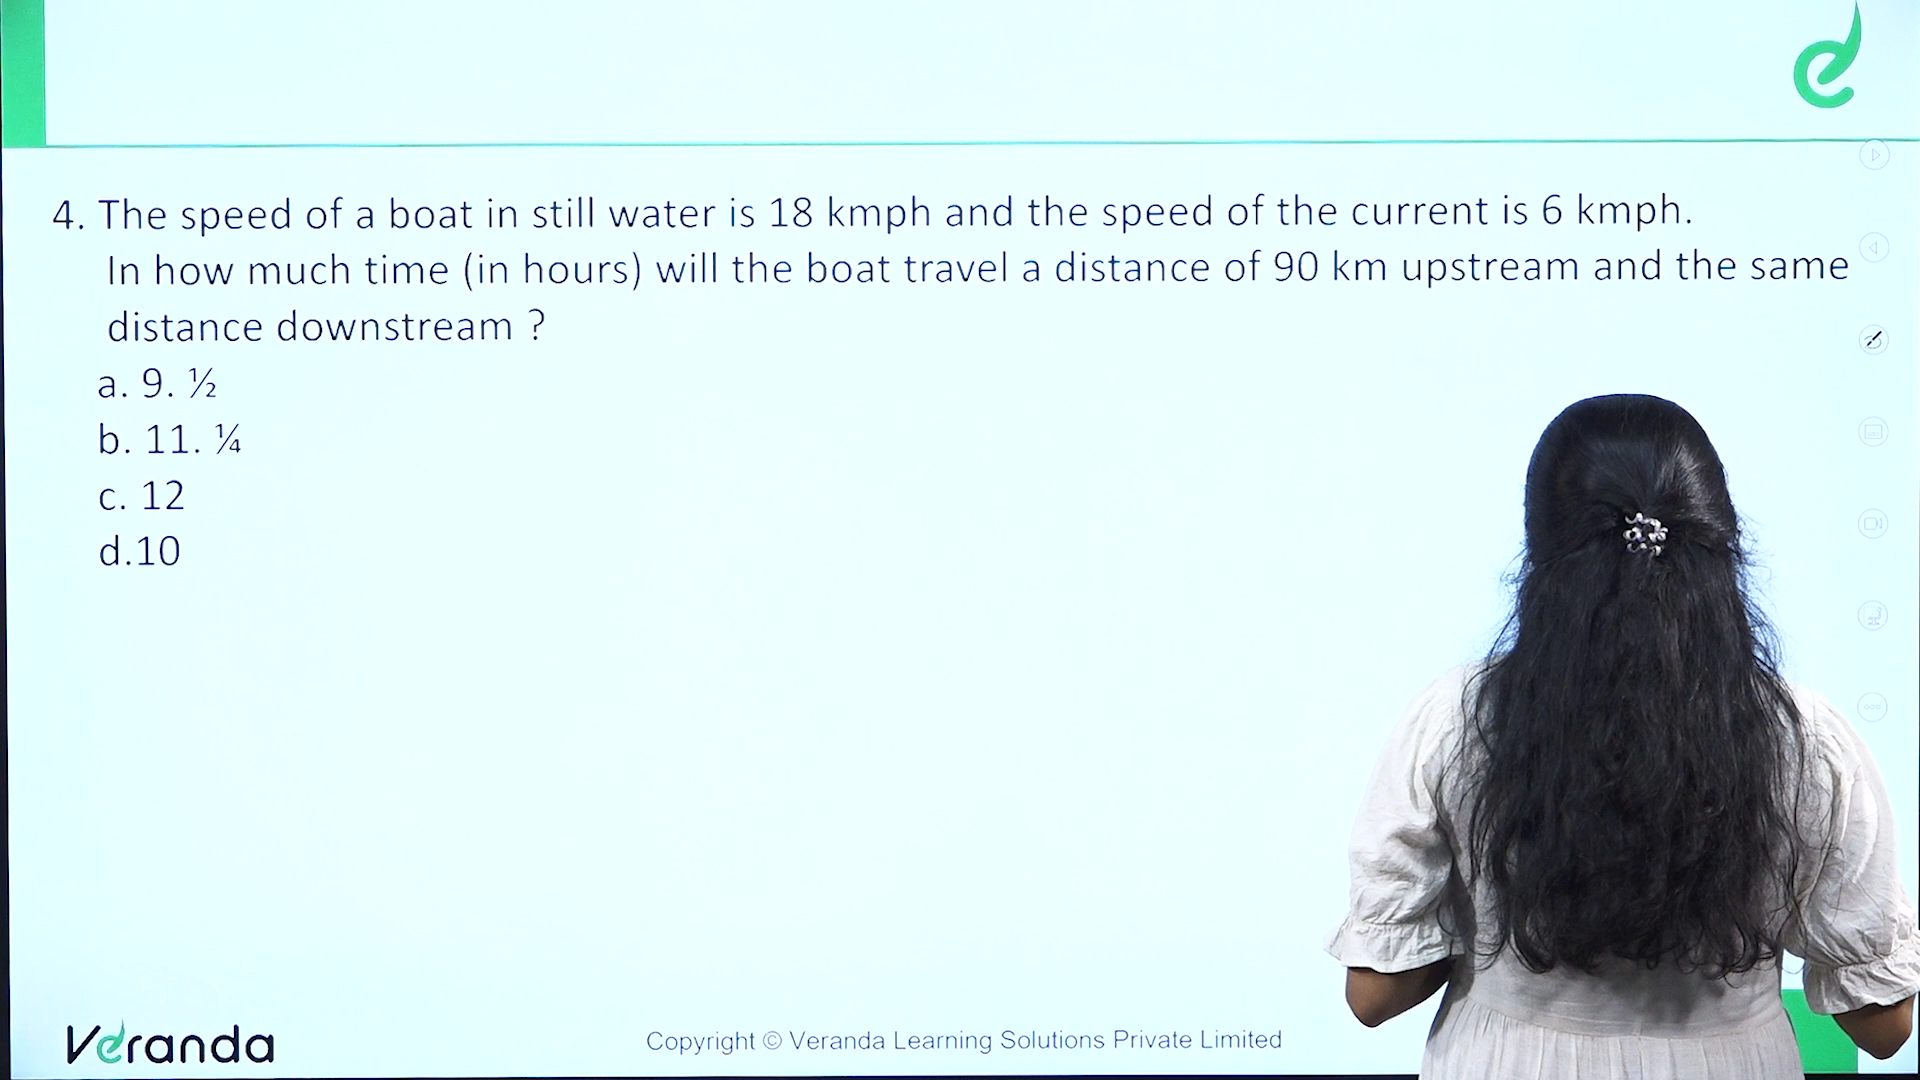 4. The speed of a boat in still water is 18 kmph and the speed of the current is 6 kmph.
In how much time (in hours) will the boat travel a distance of 90 km upstream and the same
distance downstream ?
a. 9. ½
b. 11. ¼
c. 12
d.10
Veranda
Copyright © Veranda Learning Solutions Private Limited